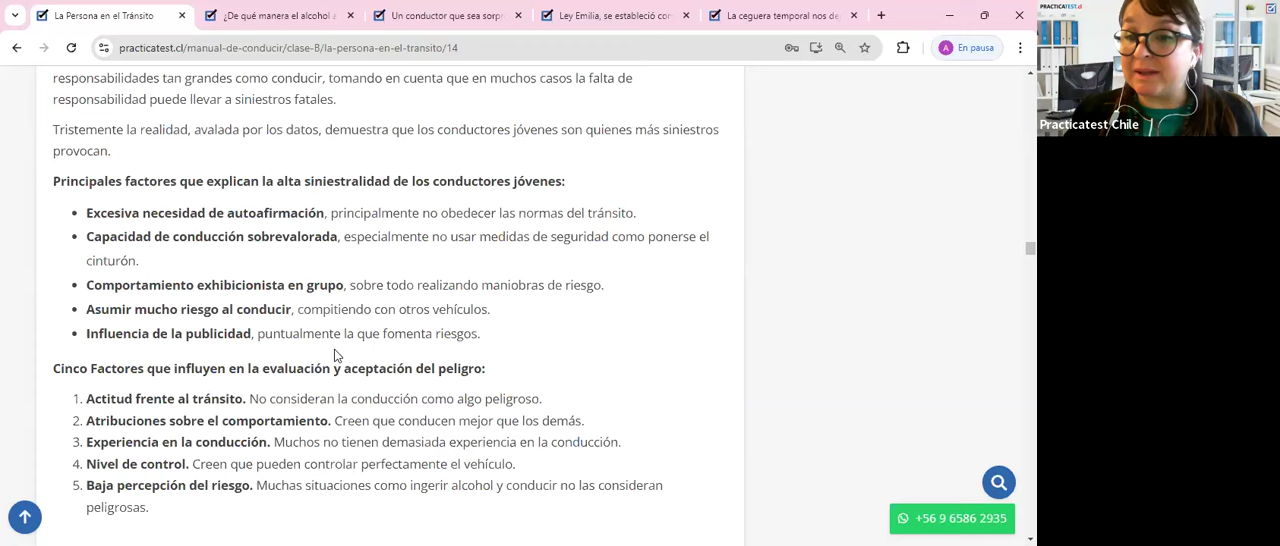 La Persona en el Tránsito
¿De qué manera el alcohol a
Un conductor que sea sorpr
Ley Emilia, se estableció con
La ceguera temporal nos de
practicatest.cl/manual-de-conducir/clase-B/la-persona-en-el-transito/14
A
En pausa
PRACTICATEST.cl
Practicatest Chile
responsabilidades tan grandes como conducir, tomando en cuenta que en muchos casos la falta de
responsabilidad puede llevar a siniestros fatales.
Tristemente la realidad, avalada por los datos, demuestra que los conductores jóvenes son quienes más siniestros
provocan.
Principales factores que explican la alta siniestralidad de los conductores jóvenes:
• Excesiva necesidad de autoafirmación, principalmente no obedecer las normas del tránsito.
• Capacidad de conducción sobrevalorada, especialmente no usar medidas de seguridad como ponerse el
cinturón.
• Comportamiento exhibicionista en grupo, sobre todo realizando maniobras de riesgo.
• Asumir mucho riesgo al conducir, compitiendo con otros vehículos.
• Influencia de la publicidad, puntualmente la que fomenta riesgos.
Cinco Factores que influyen en la evaluación y aceptación del peligro:
1. Actitud frente al tránsito. No consideran la conducción como algo peligroso.
2. Atribuciones sobre el comportamiento. Creen que conducen mejor que los demás.
3. Experiencia en la conducción. Muchos no tienen demasiada experiencia en la conducción.
4. Nivel de control. Creen que pueden controlar perfectamente el vehículo.
5. Baja percepción del riesgo. Muchas situaciones como ingerir alcohol y conducir no las consideran
peligrosas.
+56 9 6586 2935